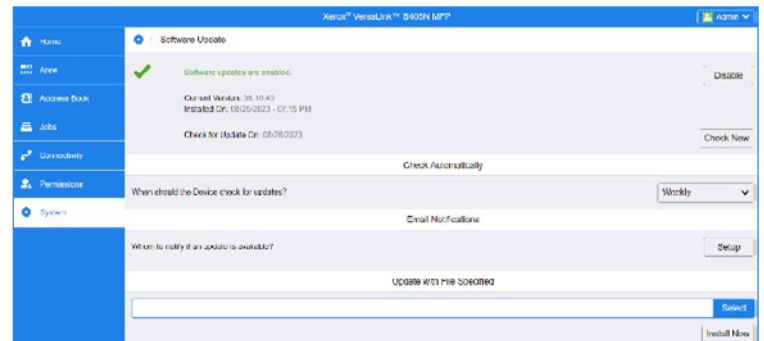 Xerox® VersaLink™ B405N MFP
Admin
Home
Software Update
Apps
Software updates are enabled.
Disable
Address Book
Current Version:
Installed On: 08/25/2023 - 07:15 PM
Jobs
Check for Update On: 08/28/2023
Check Now
Connectivity
Check Automatically
Permissions
When should the Device check for updates?
Weekly
System
Email Notifications
Whom to notify if an update is available?
Setup
Update with File Specified
Select
Install Now